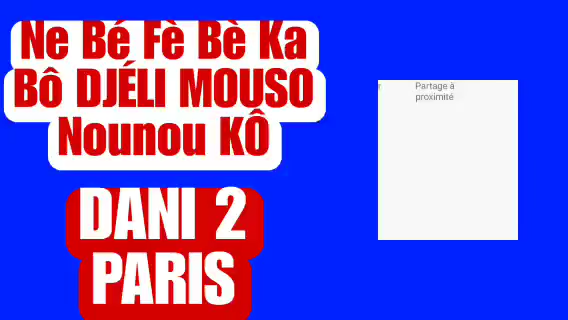 Ne Bé Fè Bè Ka
Bô DJÉLI MOUSO
Nounou KÔ
DANI 2
PARIS
r
Partage à
proximité